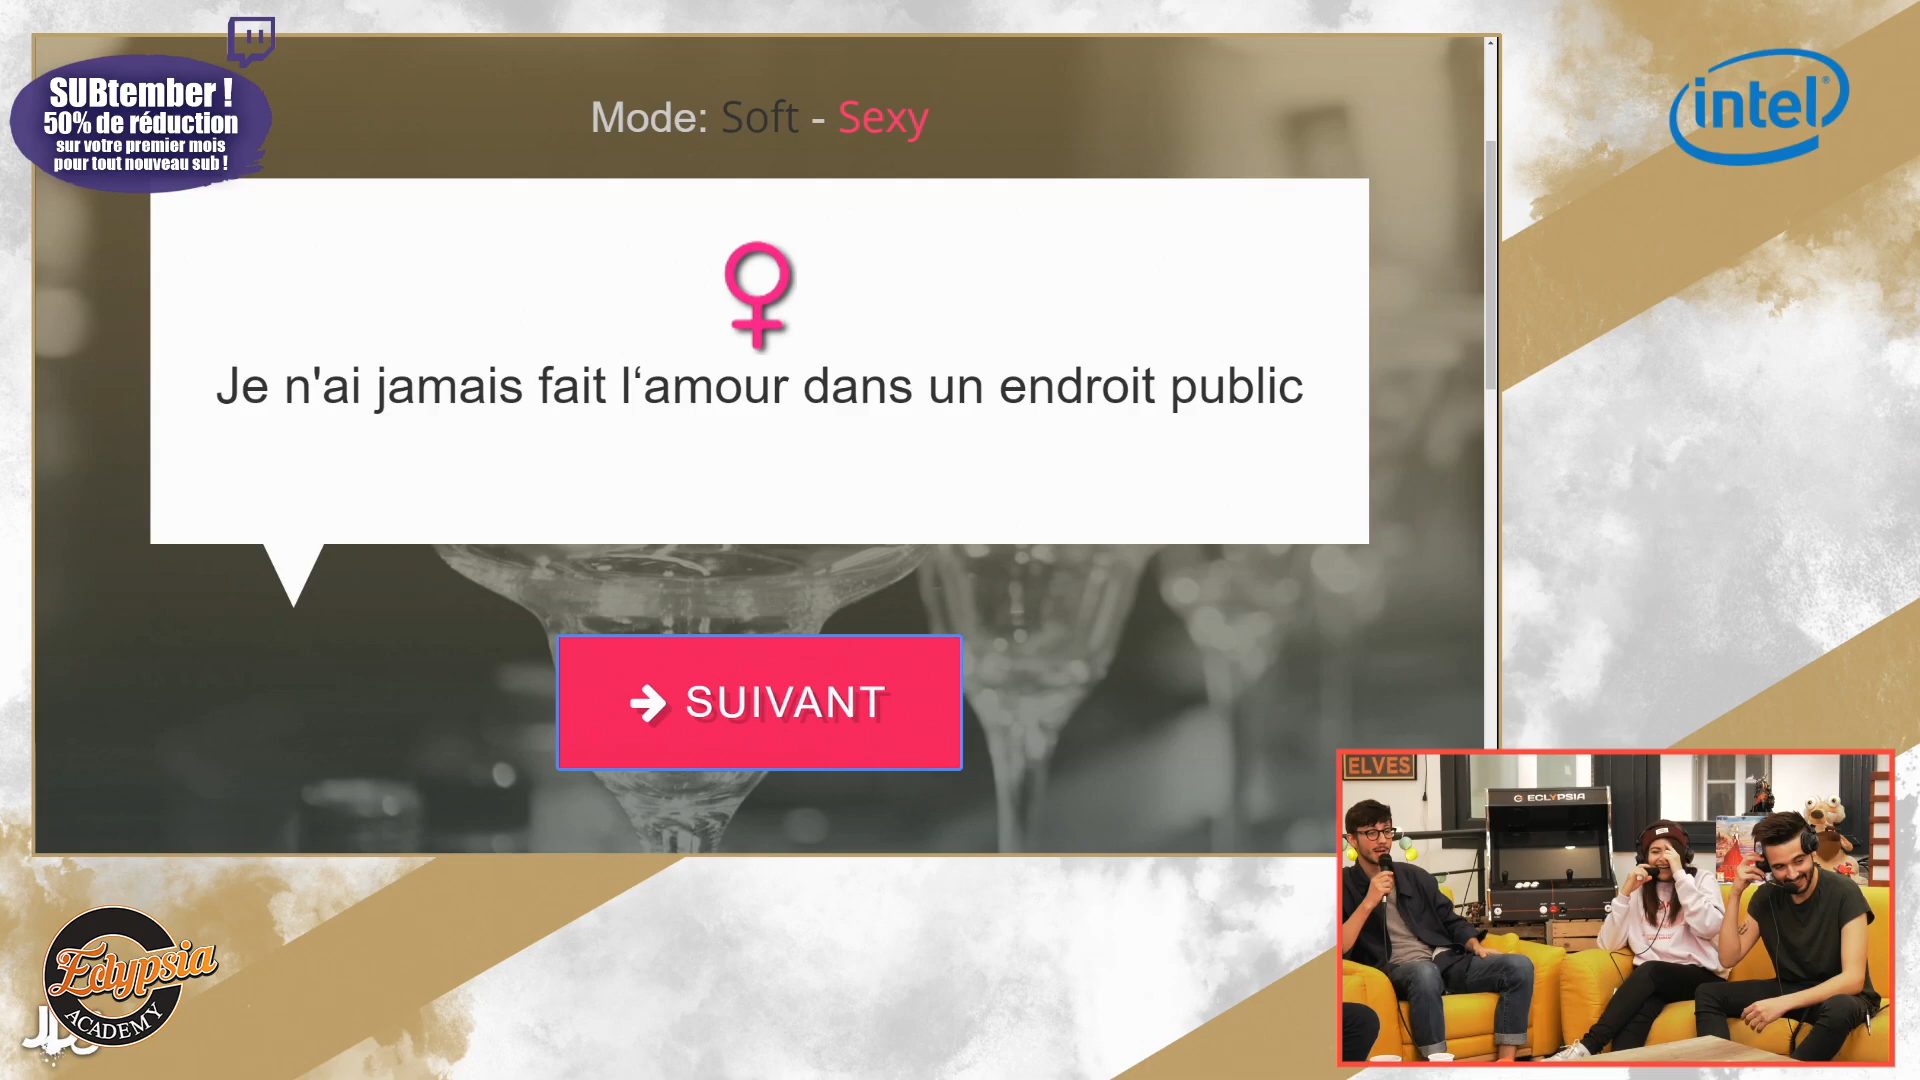 SUBtember !
50% de réduction
sur votre premier mois
pour tout nouveau sub !
Mode: Soft - Sexy
intel
Je n'ai jamais fait l‘amour dans un endroit public
SUIVANT
ELVES
ECLYPSIA
Eclypsia
ACADEMY